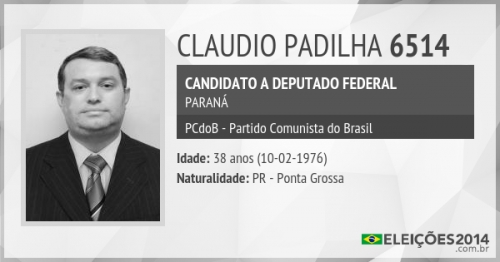 CLAUDIO PADILHA 6514
CANDIDATO A DEPUTADO FEDERAL
PARANÁ
PCdoB - Partido Comunista do Brasil
Idade: 38 anos (10-02-1976)
Naturalidade: PR - Ponta Grossa
ELEIÇÕES2014
.com.br